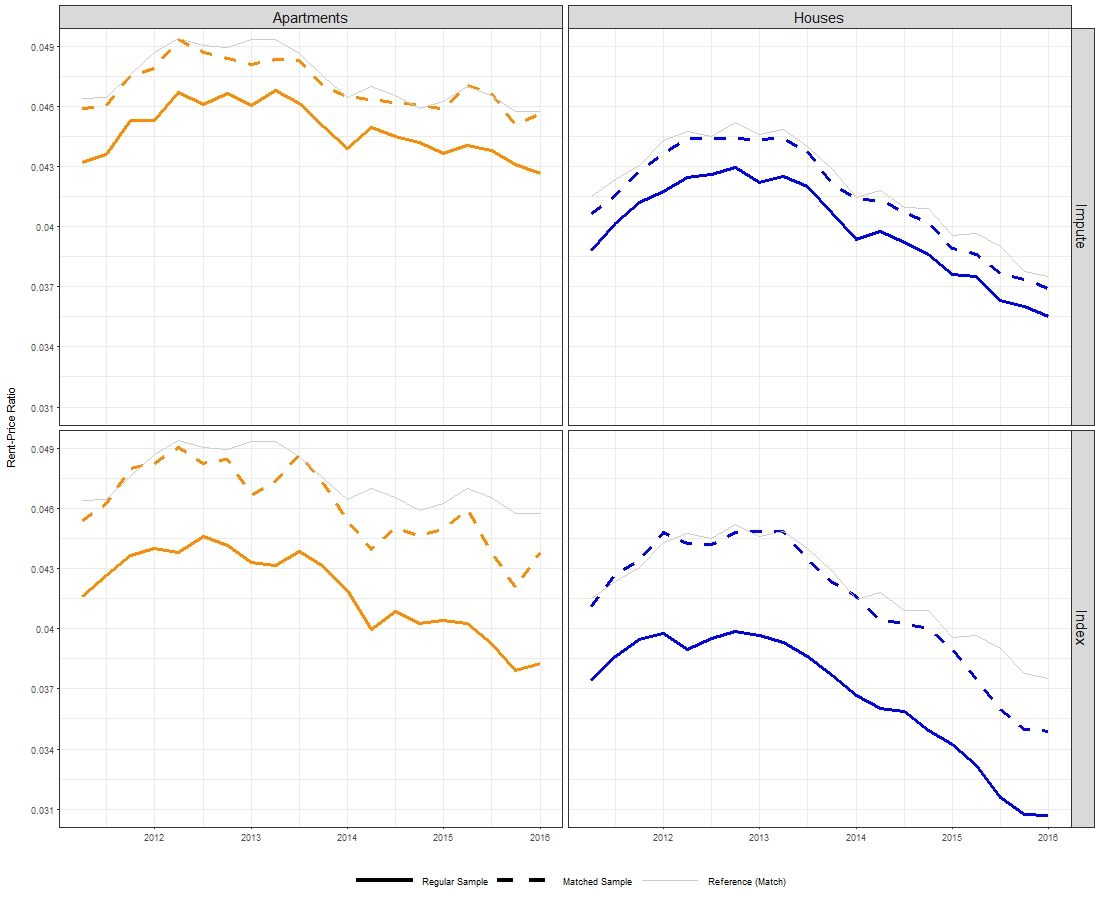 Apartments Houses
0.049
0.046
0.043
0.04
0.037
0.034
0.031
Impute
Rent-Price Ratio
0.049
0.046
0.043
0.04
0.037
0.034
0.031
Index
2012 2013 2014 2015 2016 2012 2013 2014 2015 2016
Regular Sample Matched Sample Reference (Match)